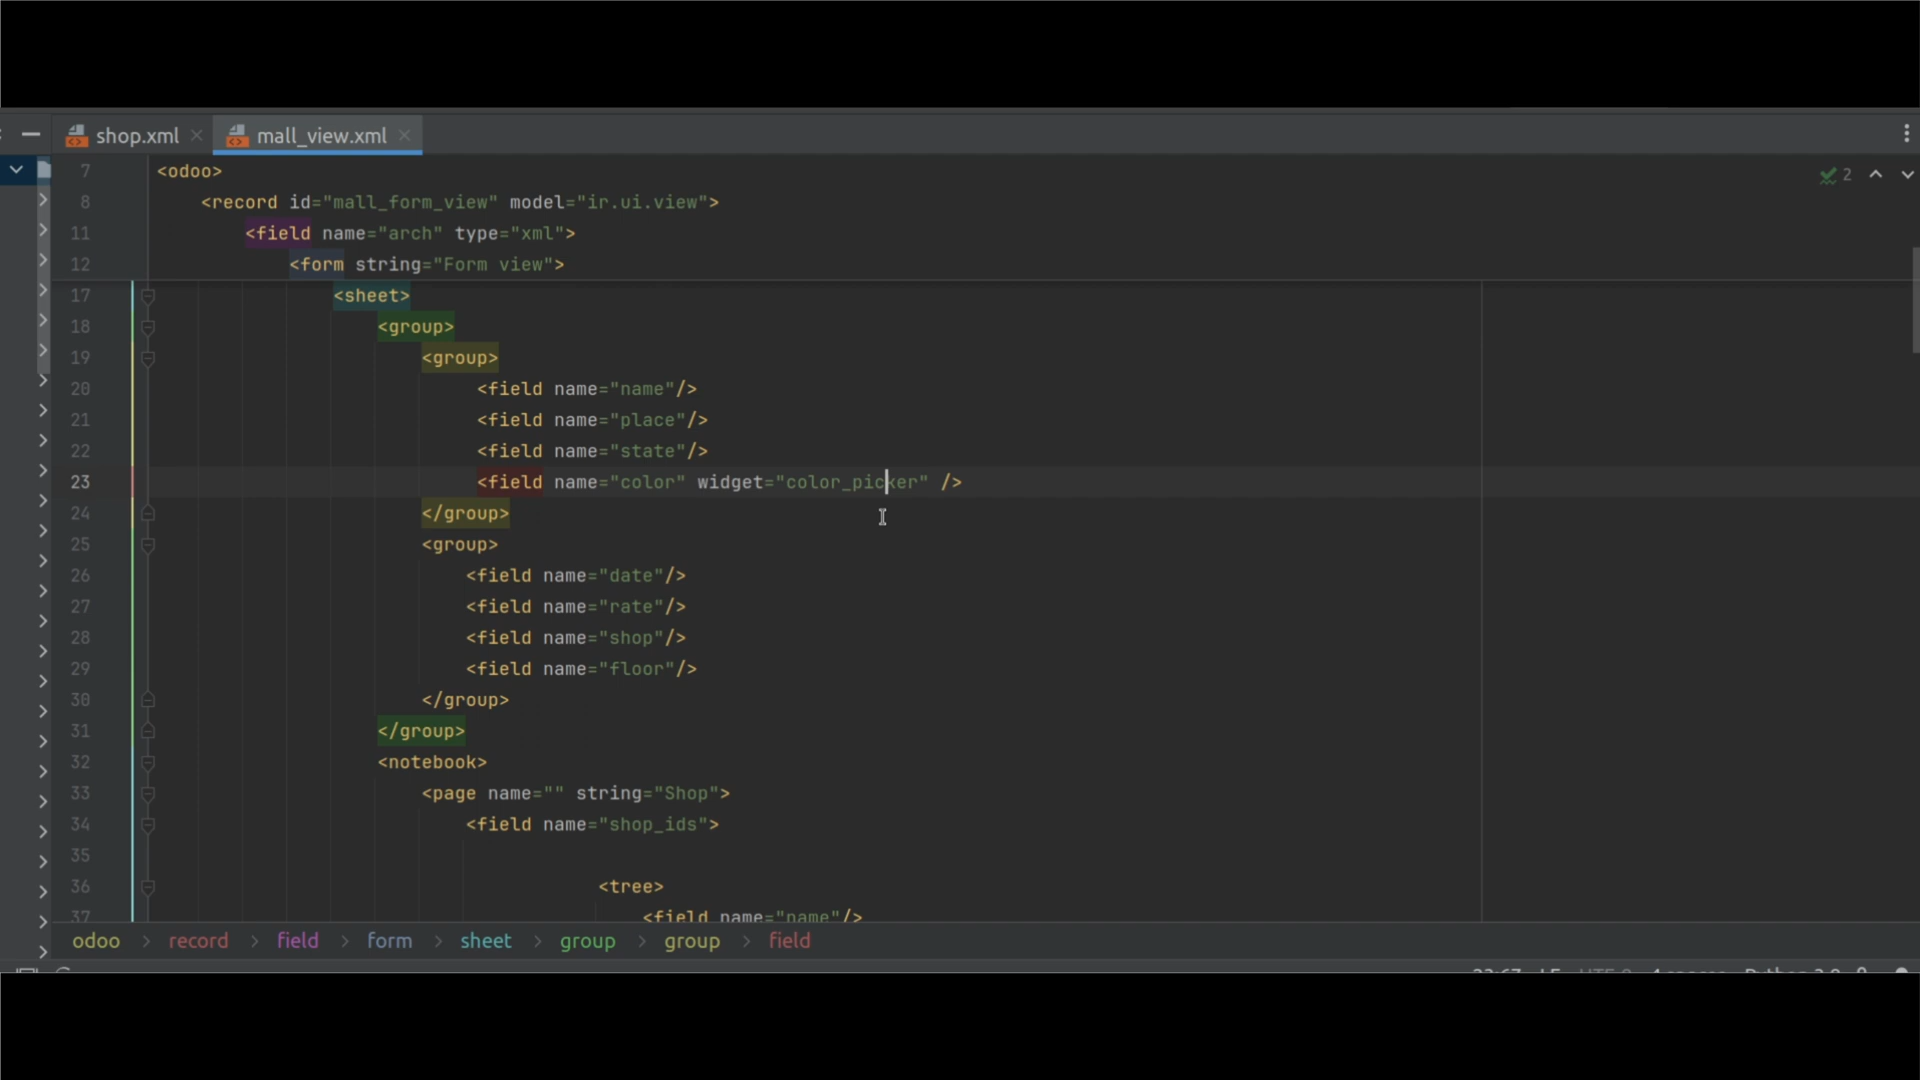 shop.xml
mall_view.xml
7 <odoo>
2
8 <record id="mall_form_view" model="ir.ui.view">
11 <field name="arch" type="xml">
12 <form string="Form view">
17 <sheet>
18 <group>
19 <group>
20 <field name="name"/>
21 <field name="place"/>
22 <field name="state"/>
23 <field name="color" widget="color_picker" />
24 </group>
25 <group>
26 <field name="date"/>
27 <field name="rate"/>
28 <field name="shop"/>
29 <field name="floor"/>
30 </group>
31 </group>
32 <notebook>
33 <page name="" string="Shop">
34 <field name="shop_ids">
35
36 <tree>
37 <field name="name"/>
odoo > record > field > form > sheet > group > group > field